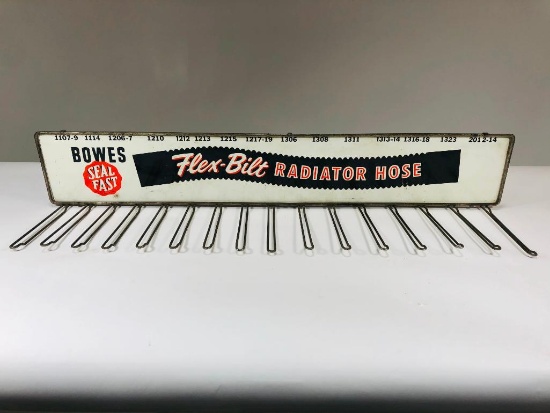 1107-9 1114 1206-7 1210 1212 1213 1215 1217-19 1306 1308 1311 1313-14 1316-18 1323 2012-14
BOWES
SEAL
FAST
Flex-Bilt RADIATOR HOSE